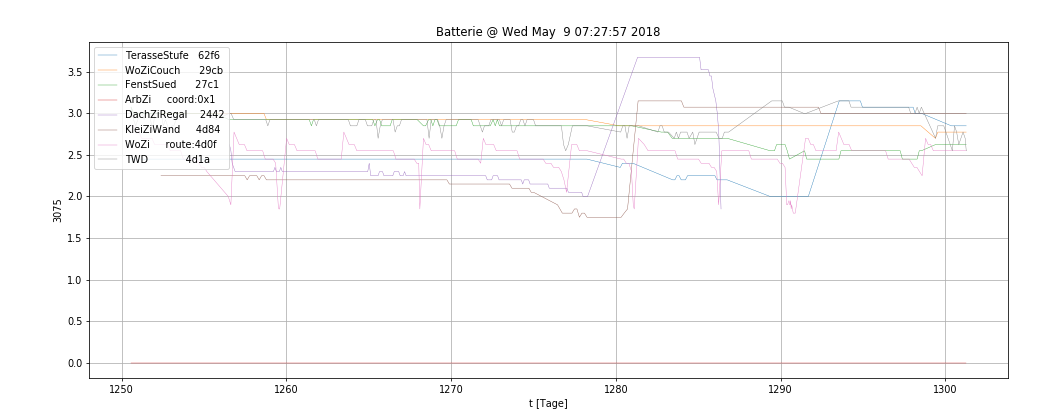 Batterie @ Wed May  9 07:27:57 2018
TerasseStufe 62f6
WoZiCouch 29cb
FenstSued 27c1
ArbZi coord:0x1
DachZiRegal 2442
KleiZiWand 4d84
WoZi route:4d0f
TWD 4d1a
3.5
3.0
2.5
2.0
1.5
1.0
0.5
0.0
3075
1250 1260 1270 1280 1290 1300
t [Tage]